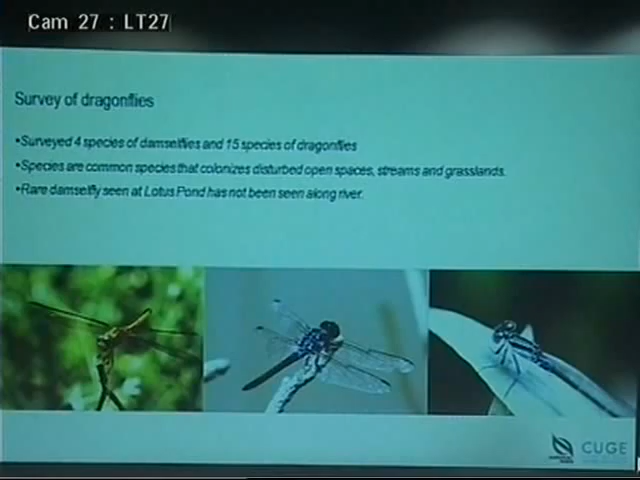 Cam 27 : LT27
Survey of dragonflies
•Surveyed 4 species of damselflies and 15 species of dragonflies
•Species are common species that colonizes disturbed open spaces, streams and grasslands.
•Rare damselfly seen at Lotus Pond has not been seen along river.
CUGE